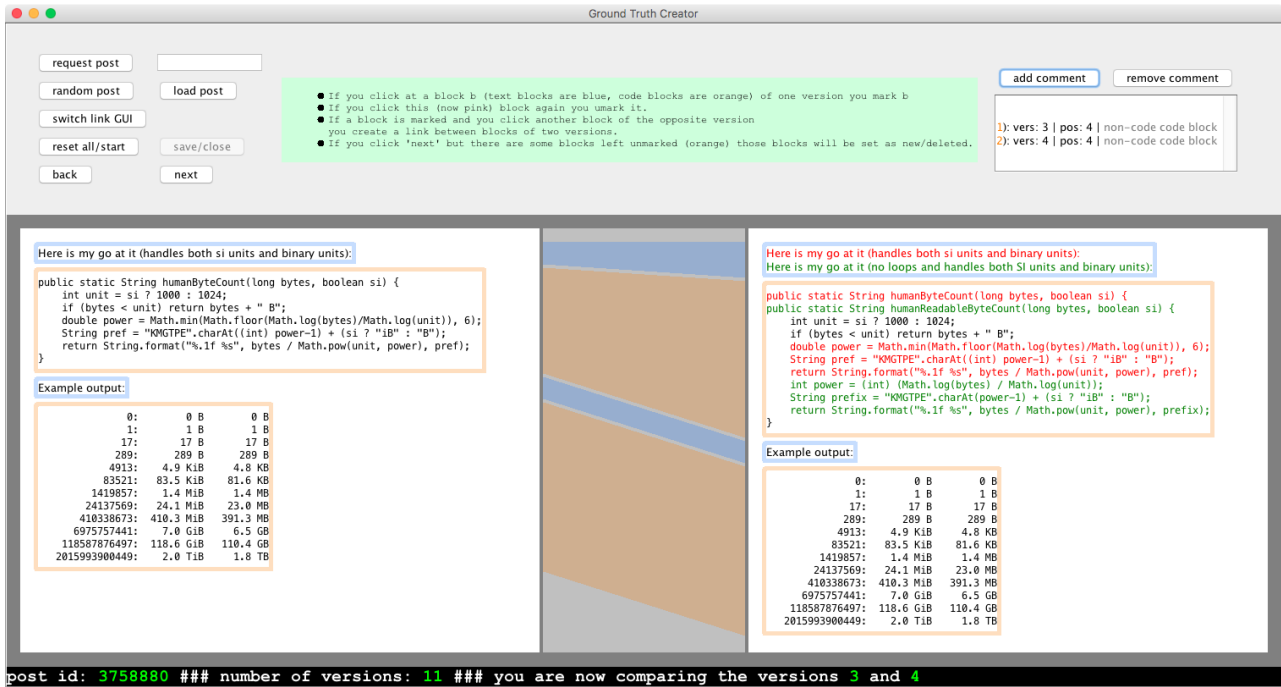 Ground Truth Creator
request post
random post
load post
switch link GUI
reset all/start
save/close
back
next
● If you click at a block b (text blocks are blue, code blocks are orange) of one version you mark b
● If you click this (now pink) block again you umark it.
● If a block is marked and you click another block of the opposite version
you create a link between blocks of two versions.
● If you click 'next' but there are some blocks left unmarked (orange) those blocks will be set as new/deleted.
add comment
remove comment
1): vers: 3 | pos: 4 | non-code code block
2): vers: 4 | pos: 4 | non-code code block
Here is my go at it (handles both si units and binary units):
public static String humanByteCount(long bytes, boolean si) {
    int unit = si ? 1000 : 1024;
    if (bytes < unit) return bytes + " B";
    double power = Math.min(Math.floor(Math.log(bytes)/Math.log(unit)), 6);
    String pref = "KMGTPE".charAt((int) power-1) + (si ? "iB" : "B");
    return String.format("%.1f %s", bytes / Math.pow(unit, power), pref);
}
Example output:
0: 0 B 0 B
1: 1 B 1 B
17: 17 B 17 B
289: 289 B 289 B
4913: 4.9 KiB 4.8 KB
83521: 83.5 KiB 81.6 KB
1419857: 1.4 MiB 1.4 MB
24137569: 24.1 MiB 23.0 MB
410338673: 410.3 MiB 391.3 MB
6975757441: 7.0 GiB 6.5 GB
118587876497: 118.6 GiB 110.4 GB
2015993900449: 2.0 TiB 1.8 TB
Here is my go at it (handles both si units and binary units):
Here is my go at it (no loops and handles both SI units and binary units):
public static String humanByteCount(long bytes, boolean si) {
public static String humanReadableByteCount(long bytes, boolean si) {
    int unit = si ? 1000 : 1024;
    if (bytes < unit) return bytes + " B";
    double power = Math.min(Math.floor(Math.log(bytes)/Math.log(unit)), 6);
    String pref = "KMGTPE".charAt((int) power-1) + (si ? "iB" : "B");
    return String.format("%.1f %s", bytes / Math.pow(unit, power), pref);
    int power = (int) (Math.log(bytes) / Math.log(unit));
    String prefix = "KMGTPE".charAt(power-1) + (si ? "iB" : "B");
    return String.format("%.1f %s", bytes / Math.pow(unit, power), prefix);
}
Example output:
0: 0 B 0 B
1: 1 B 1 B
17: 17 B 17 B
289: 289 B 289 B
4913: 4.9 KiB 4.8 KB
83521: 83.5 KiB 81.6 KB
1419857: 1.4 MiB 1.4 MB
24137569: 24.1 MiB 23.0 MB
410338673: 410.3 MiB 391.3 MB
6975757441: 7.0 GiB 6.5 GB
118587876497: 118.6 GiB 110.4 GB
2015993900449: 2.0 TiB 1.8 TB
post id: 3758880 ### number of versions: 11 ### you are now comparing the versions 3 and 4